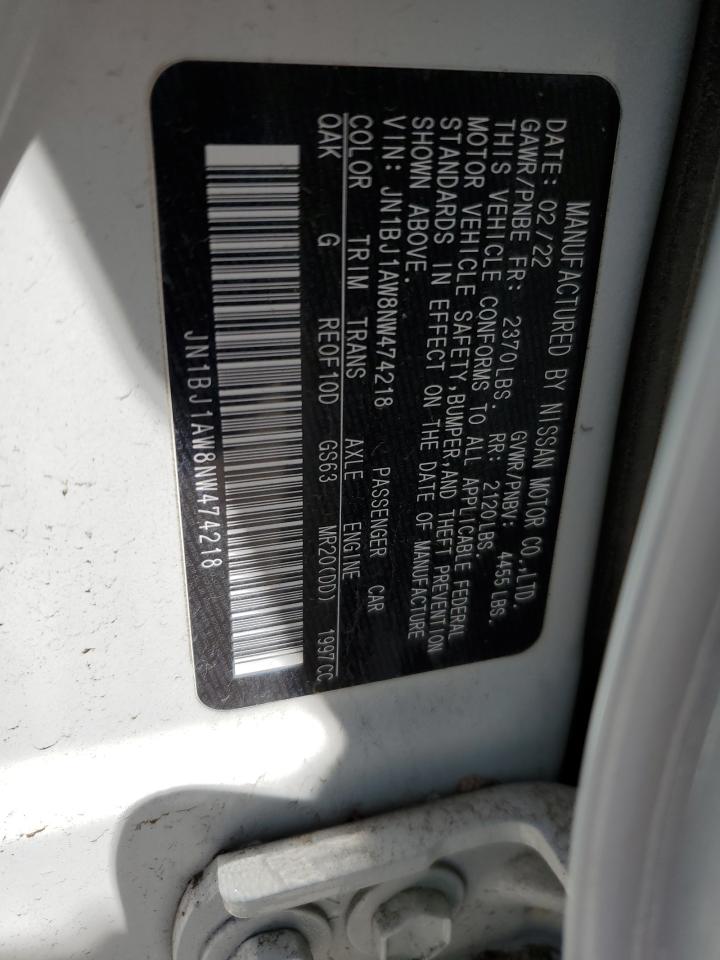 MANUFACTURED BY NISSAN MOTOR CO.,LTD.
DATE: 02/22 GVWR/PNBV: 4455LBS.
GAWR/PNBE FR: 2370LBS. RR: 2120LBS.
THIS VEHICLE CONFORMS TO ALL APPLICABLE FEDERAL
MOTOR VEHICLE SAFETY,BUMPER,AND THEFT PREVENTION
STANDARDS IN EFFECT ON THE DATE OF MANUFACTURE
SHOWN ABOVE.
VIN: JN1BJ1AW8NW474218 PASSENGER CAR
COLOR TRIM TRANS AXLE ENGINE
QAK G RE0F10D GS63 MR20(DD) 1997CC
JN1BJ1AW8NW474218